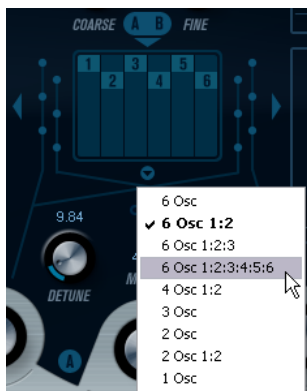 COARSE A B FINE
1 3 5
2 4 6
9.84
DETUNE
A
6 Osc
✓ 6 Osc 1:2
6 Osc 1:2:3
6 Osc 1:2:3:4:5:6
4 Osc 1:2
3 Osc
2 Osc
2 Osc 1:2
1 Osc